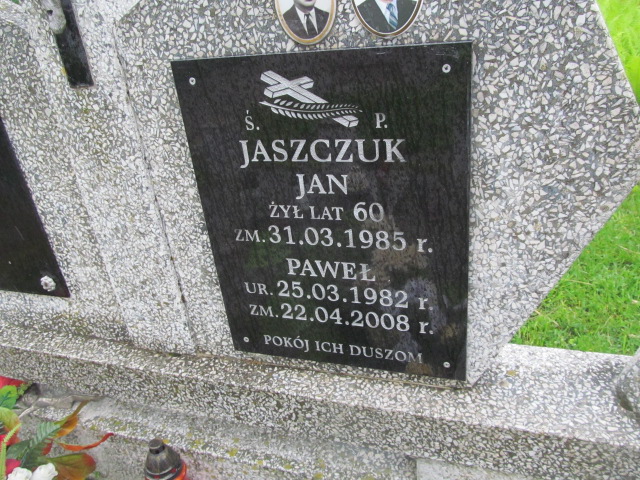 Ś. P.
JASZCZUK
JAN
ŻYŁ LAT 60
ZM. 31.03.1985 r.
PAWEŁ
UR. 25.03.1982 r.
ZM. 22.04.2008 r.
POKÓJ ICH DUSZOM